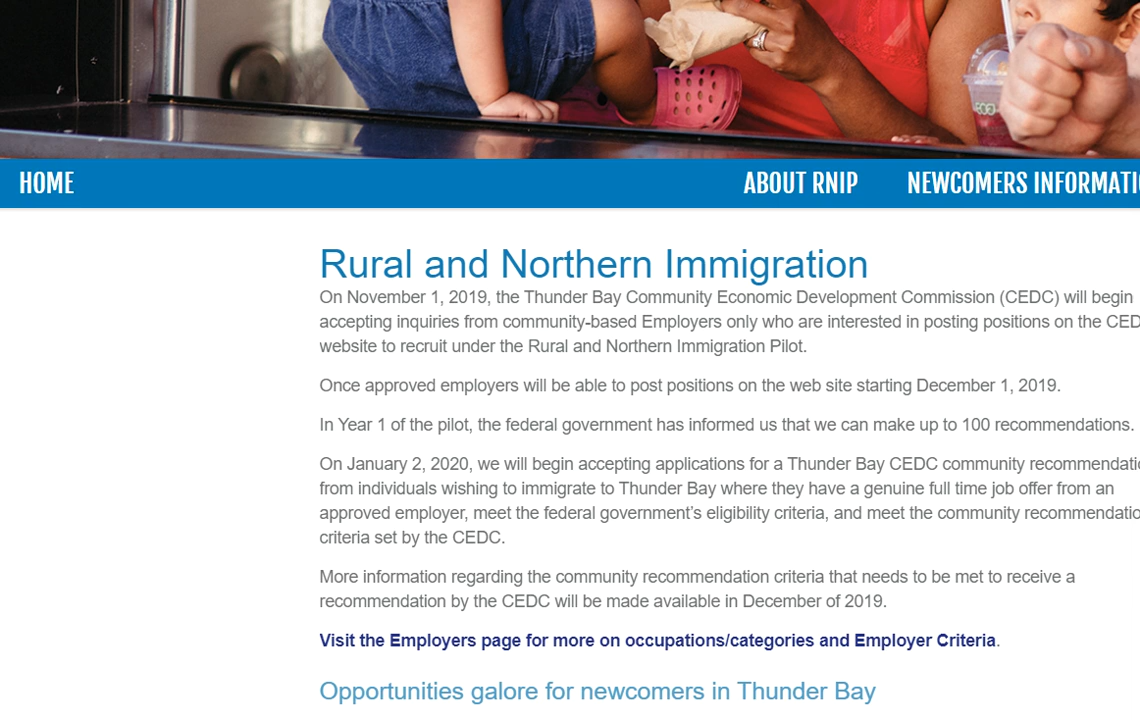 HOME
ABOUT RNIP
NEWCOMERS
Rural and Northern Immigration
On November 1, 2019, the Thunder Bay Community Economic Development Commission (CEDC) will begin
accepting inquiries from community-based Employers only who are interested in posting positions on the
website to recruit under the Rural and Northern Immigration Pilot.
Once approved employers will be able to post positions on the web site starting December 1, 2019.
In Year 1 of the pilot, the federal government has informed us that we can make up to 100 recommendations.
On January 2, 2020, we will begin accepting applications for a Thunder Bay CEDC community
from individuals wishing to immigrate to Thunder Bay where they have a genuine full time job offer from an
approved employer, meet the federal government’s eligibility criteria, and meet the community
criteria set by the CEDC.
More information regarding the community recommendation criteria that needs to be met to receive a
recommendation by the CEDC will be made available in December of 2019.
Visit the Employers page for more on occupations/categories and Employer Criteria.
Opportunities galore for newcomers in Thunder Bay